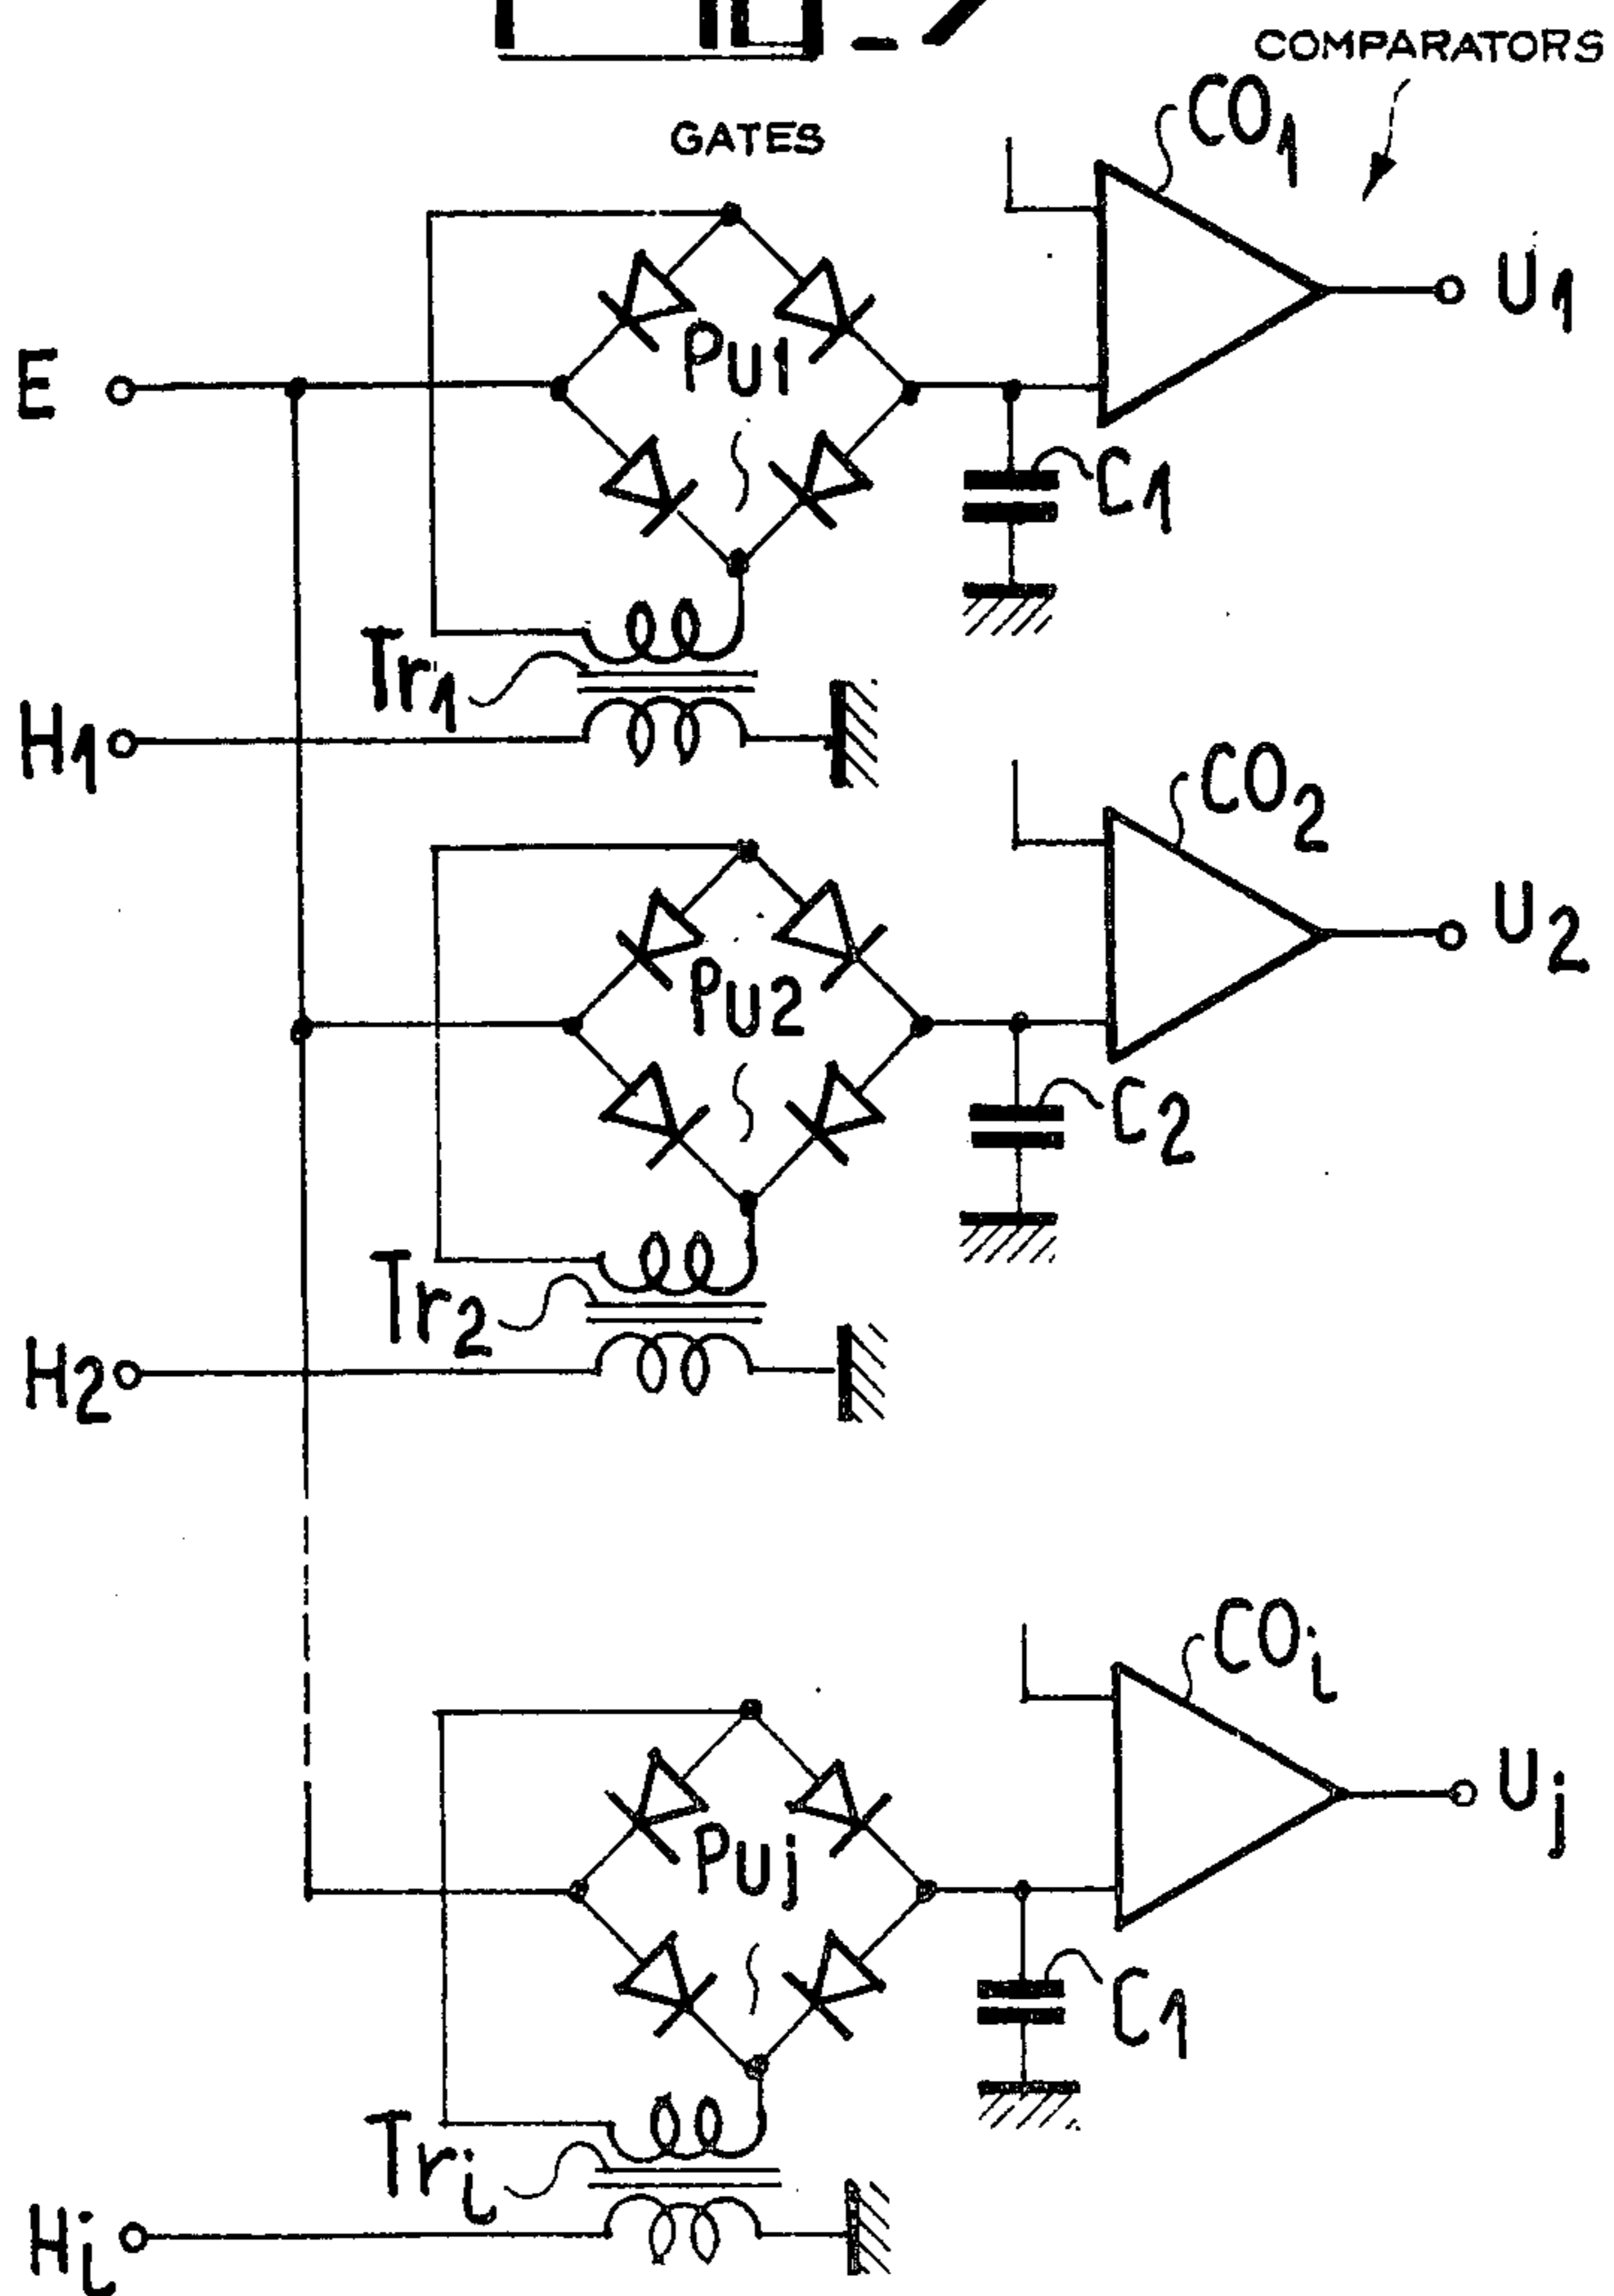 COMPARATORS
GATES
CO1
U1
E
Pu1
C1
Tr1
H1
CO2
U2
Pu2
C2
Tr2
H2
COi
Uj
Puj
C1
Tri
Hi